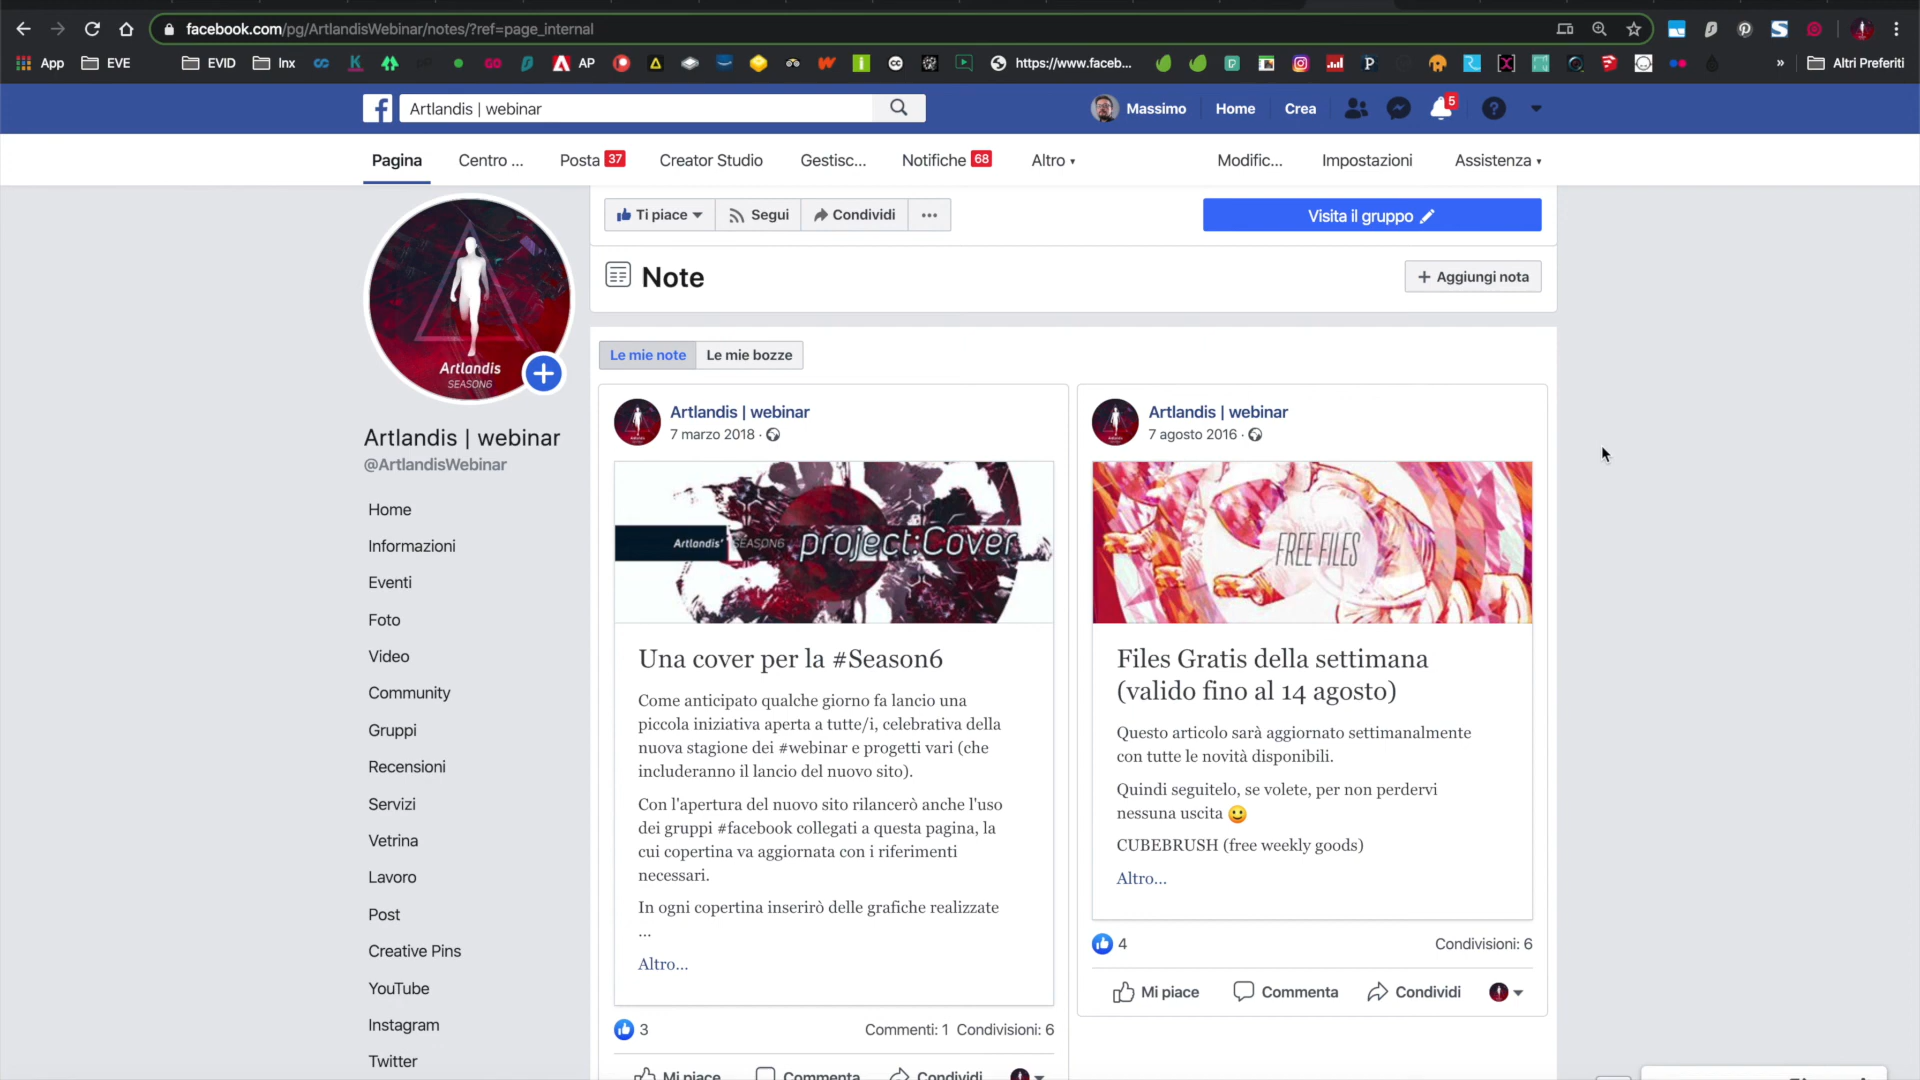 facebook.com/pg/ArtlandisWebinar/notes/?ref=page_internal
App EVE EVID Inx AP https://www.faceb... » Altri Preferiti
Artlandis | webinar
Massimo Home Crea 5
Pagina Centro ... Posta 37 Creator Studio Gestisc... Notifiche 68 Altro Modific... Impostazioni Assistenza
Ti piace Segui Condividi ... Visita il gruppo
Note
+ Aggiungi nota
Artlandis
SEASON6
Artlandis | webinar
@ArtlandisWebinar
Home
Informazioni
Eventi
Foto
Video
Community
Gruppi
Recensioni
Servizi
Vetrina
Lavoro
Post
Creative Pins
YouTube
Instagram
Twitter
Le mie note Le mie bozze
Artlandis | webinar
7 marzo 2018 ·
Artlandis' SEASON6 project:Cover
Una cover per la #Season6
Come anticipato qualche giorno fa lancio una
piccola iniziativa aperta a tutte/i, celebrativa della
nuova stagione dei #webinar e progetti vari (che
includeranno il lancio del nuovo sito).
Con l'apertura del nuovo sito rilancerò anche l'uso
dei gruppi #facebook collegati a questa pagina, la
cui copertina va aggiornata con i riferimenti
necessari.
In ogni copertina inserirò delle grafiche realizzate
...
Altro...
3 Commenti: 1 Condivisioni: 6
Mi piace Commenta Condividi
Artlandis | webinar
7 agosto 2016 ·
FREE FILES
Files Gratis della settimana
(valido fino al 14 agosto)
Questo articolo sarà aggiornato settimanalmente
con tutte le novità disponibili.
Quindi seguitelo, se volete, per non perdervi
nessuna uscita 🙂
CUBEBRUSH (free weekly goods)
Altro...
4 Condivisioni: 6
Mi piace Commenta Condividi